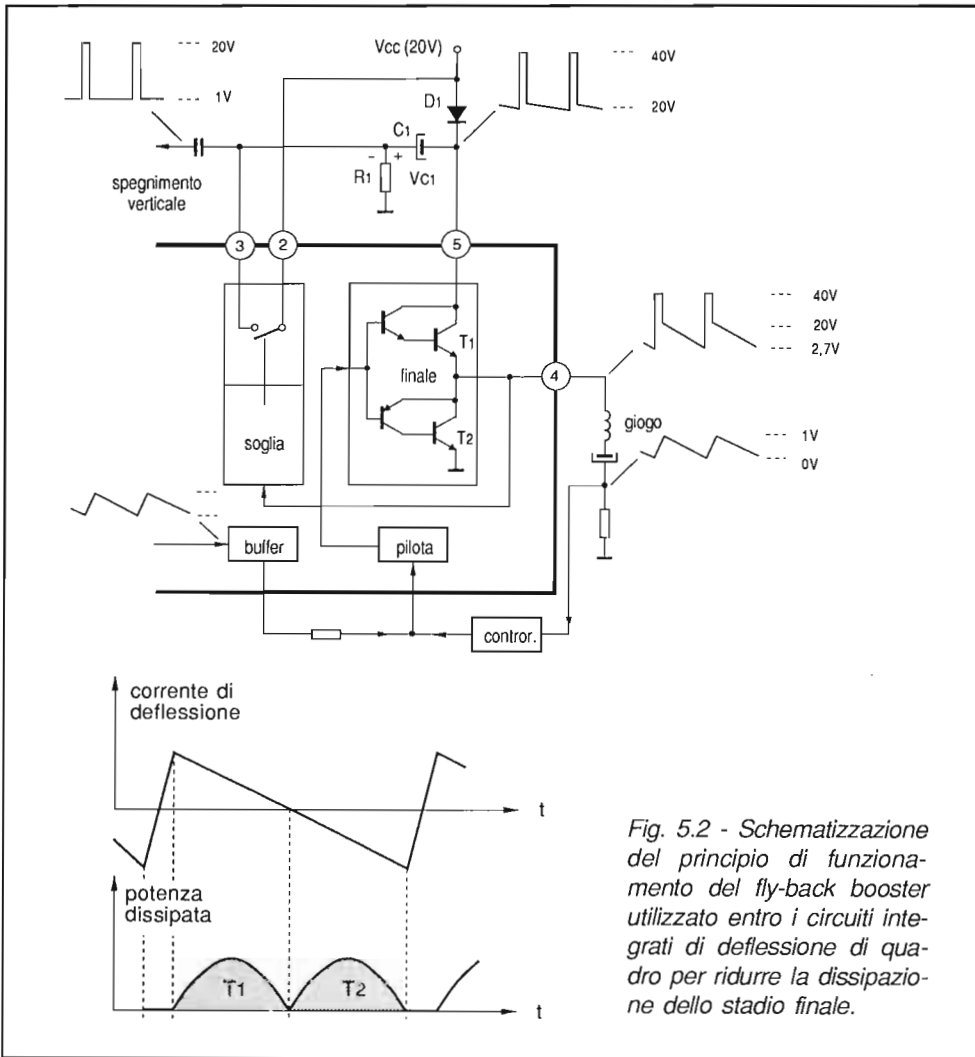 20V
1V
Vcc (20V)
40V
20V
D1
C1
- +
R1
Vc1
spegnimento
verticale
3
2
5
T1
finale
T2
soglia
4
40V
20V
2,7V
giogo
1V
0V
buffer
pilota
contror.
corrente di
deflessione
t
potenza
dissipata
T1
T2
t
Fig. 5.2 - Schematizzazione
del principio di funziona-
mento del fly-back booster
utilizzato entro i circuiti inte-
grati di deflessione di qua-
dro per ridurre la dissipazio-
ne dello stadio finale.